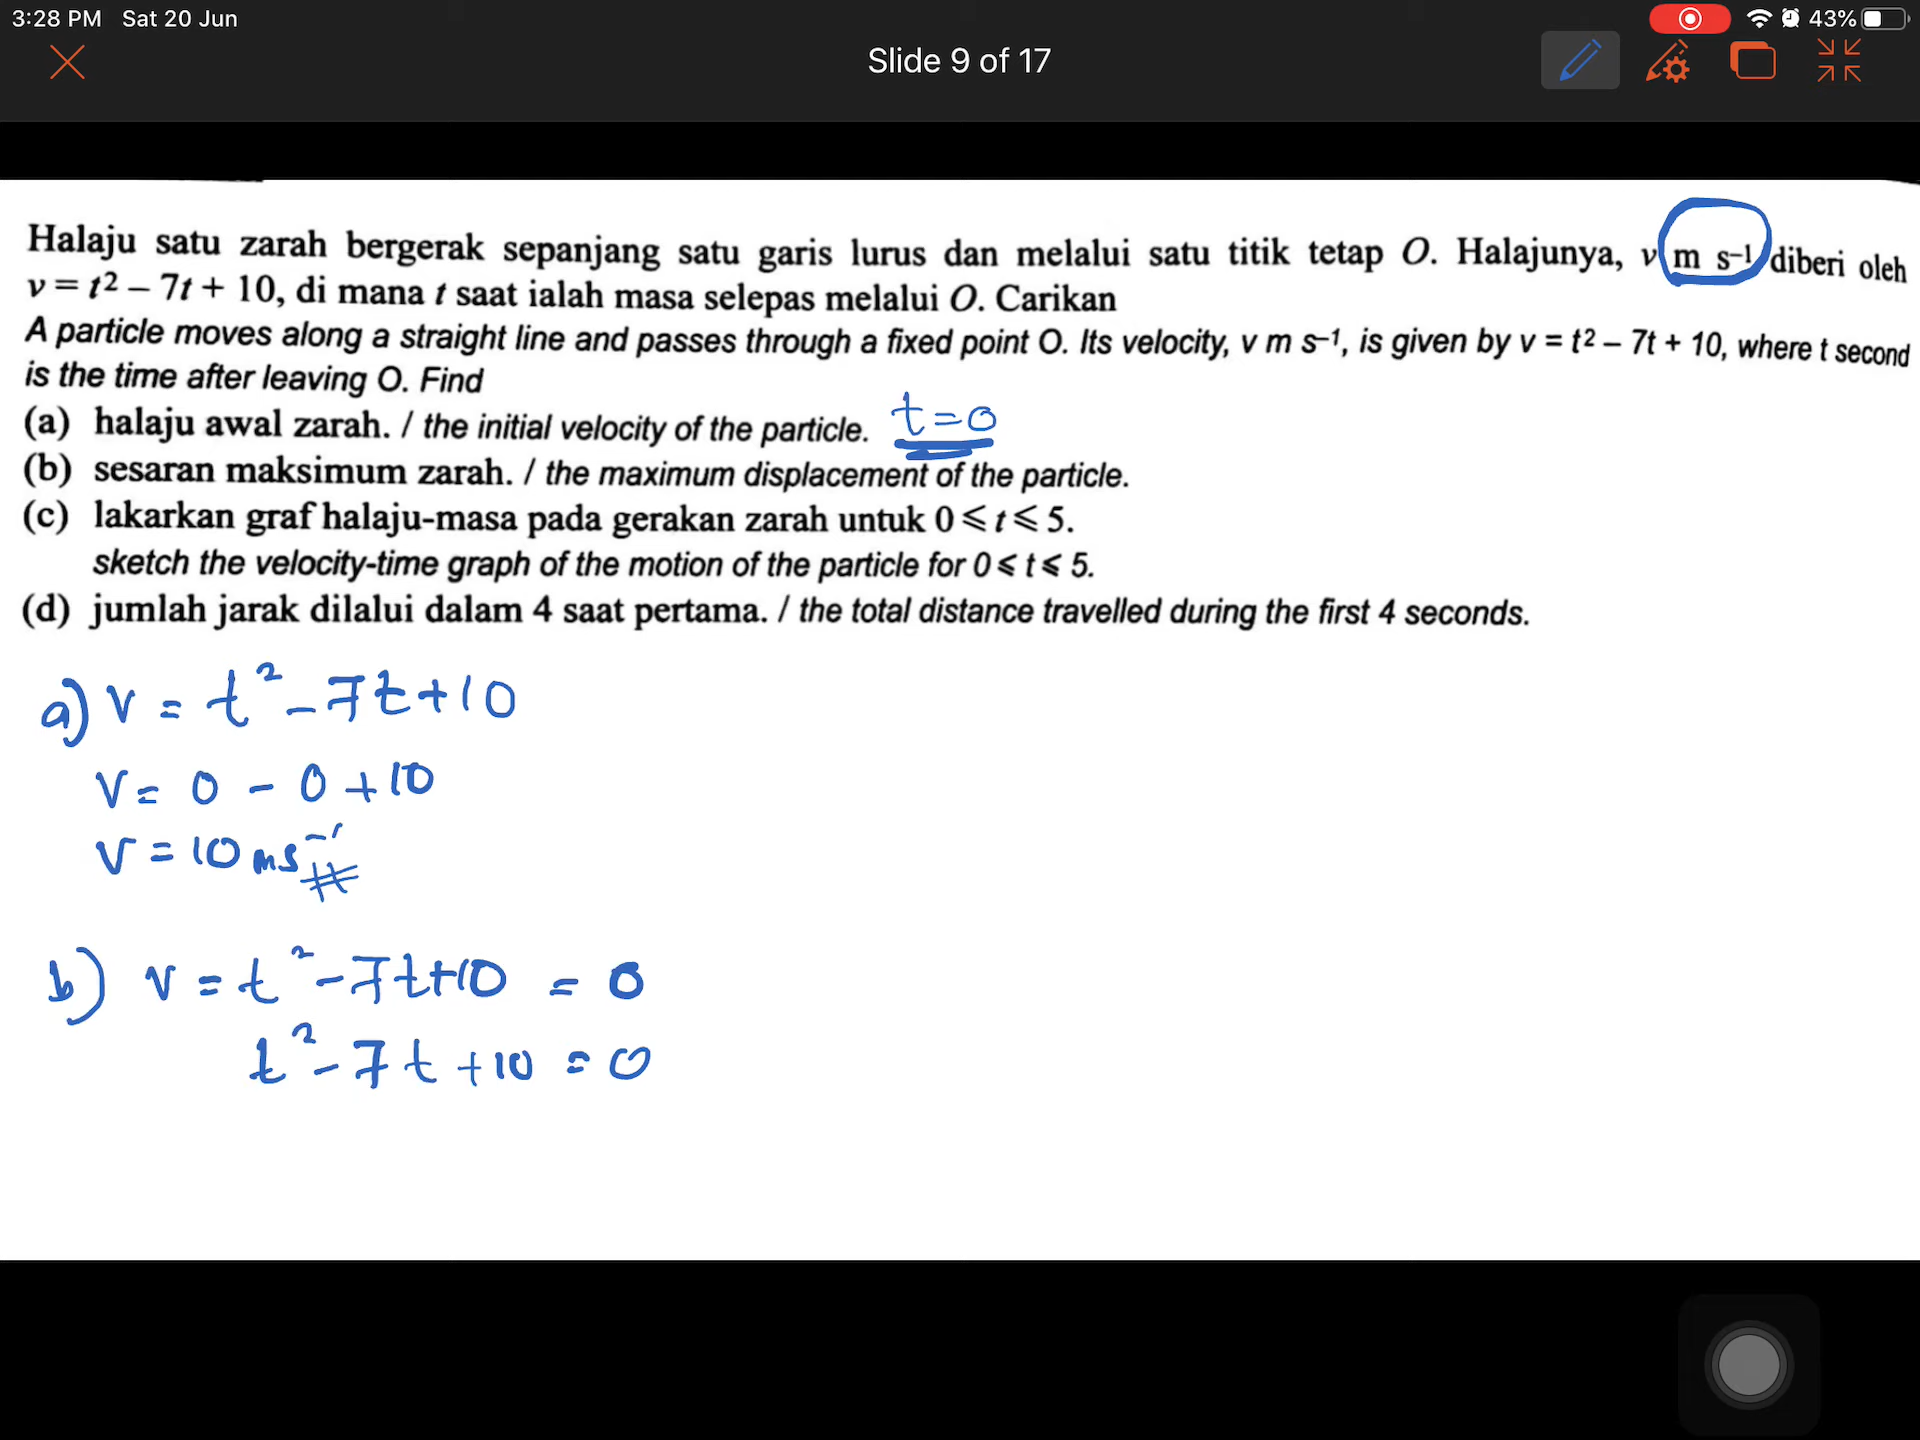 3:28 PM Sat 20 Jun
43%
Slide 9 of 17
Halaju satu zarah bergerak sepanjang satu garis lurus dan melalui satu titik tetap O. Halajunya, v m s⁻¹ diberi oleh
v = t² – 7t + 10, di mana t saat ialah masa selepas melalui O. Carikan
A particle moves along a straight line and passes through a fixed point O. Its velocity, v m s⁻¹, is given by v = t² – 7t + 10, where t second
is the time after leaving O. Find
(a) halaju awal zarah. / the initial velocity of the particle. t = 0
(b) sesaran maksimum zarah. / the maximum displacement of the particle.
(c) lakarkan graf halaju-masa pada gerakan zarah untuk 0 ⩽ t ⩽ 5.
sketch the velocity-time graph of the motion of the particle for 0 ⩽ t ⩽ 5.
(d) jumlah jarak dilalui dalam 4 saat pertama. / the total distance travelled during the first 4 seconds.
a) v = t² - 7t + 10
v = 0 - 0 + 10
v = 10 ms⁻¹
b) v = t² - 7t + 10 = 0
t² - 7t + 10 = 0